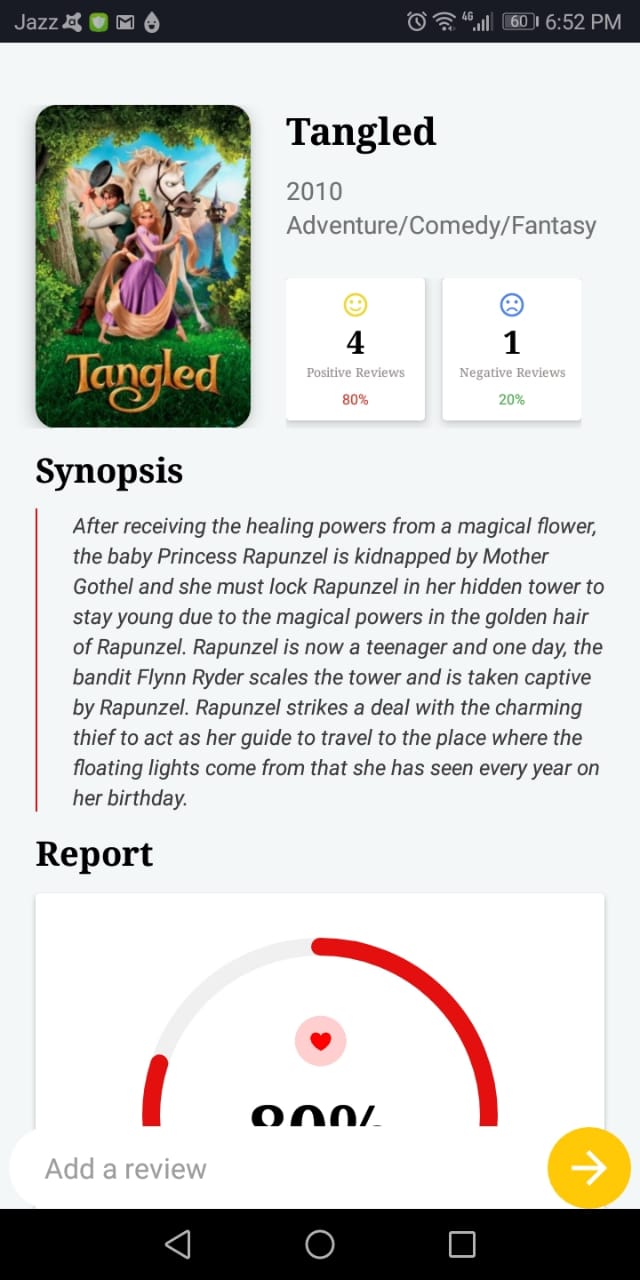 Jazz 4G 60 6:52 PM
Tangled
Tangled
2010
Adventure/Comedy/Fantasy
4
Positive Reviews
80%
1
Negative Reviews
20%
Synopsis
After receiving the healing powers from a magical flower,
the baby Princess Rapunzel is kidnapped by Mother
Gothel and she must lock Rapunzel in her hidden tower to
stay young due to the magical powers in the golden hair
of Rapunzel. Rapunzel is now a teenager and one day, the
bandit Flynn Ryder scales the tower and is taken captive
by Rapunzel. Rapunzel strikes a deal with the charming
thief to act as her guide to travel to the place where the
floating lights come from that she has seen every year on
her birthday.
Report
80%
Add a review